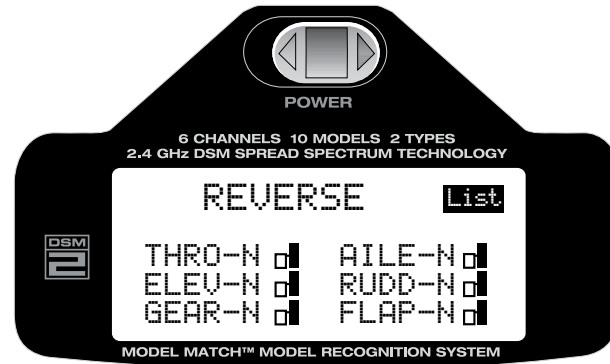 POWER
6 CHANNELS 10 MODELS 2 TYPES
2.4 GHz DSM SPREAD SPECTRUM TECHNOLOGY
REVERSE List
DSM
2
THRO-N AILE-N
ELEV-N RUDD-N
GEAR-N FLAP-N
MODEL MATCH™ MODEL RECOGNITION SYSTEM